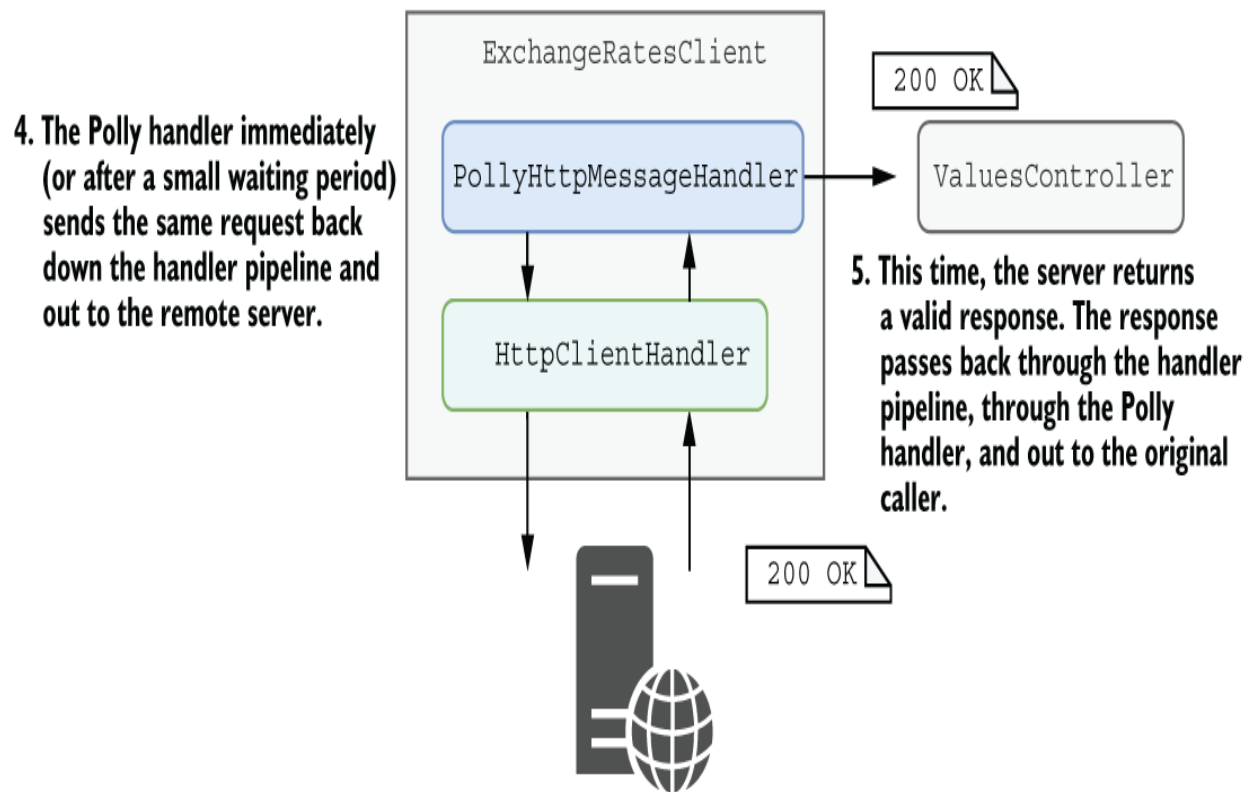 ExchangeRatesClient
200 OK
4. The Polly handler immediately
(or after a small waiting period)
sends the same request back
down the handler pipeline and
out to the remote server.
PollyHttpMessageHandler
ValuesController
HttpClientHandler
5. This time, the server returns
a valid response. The response
passes back through the handler
pipeline, through the Polly
handler, and out to the original
caller.
200 OK